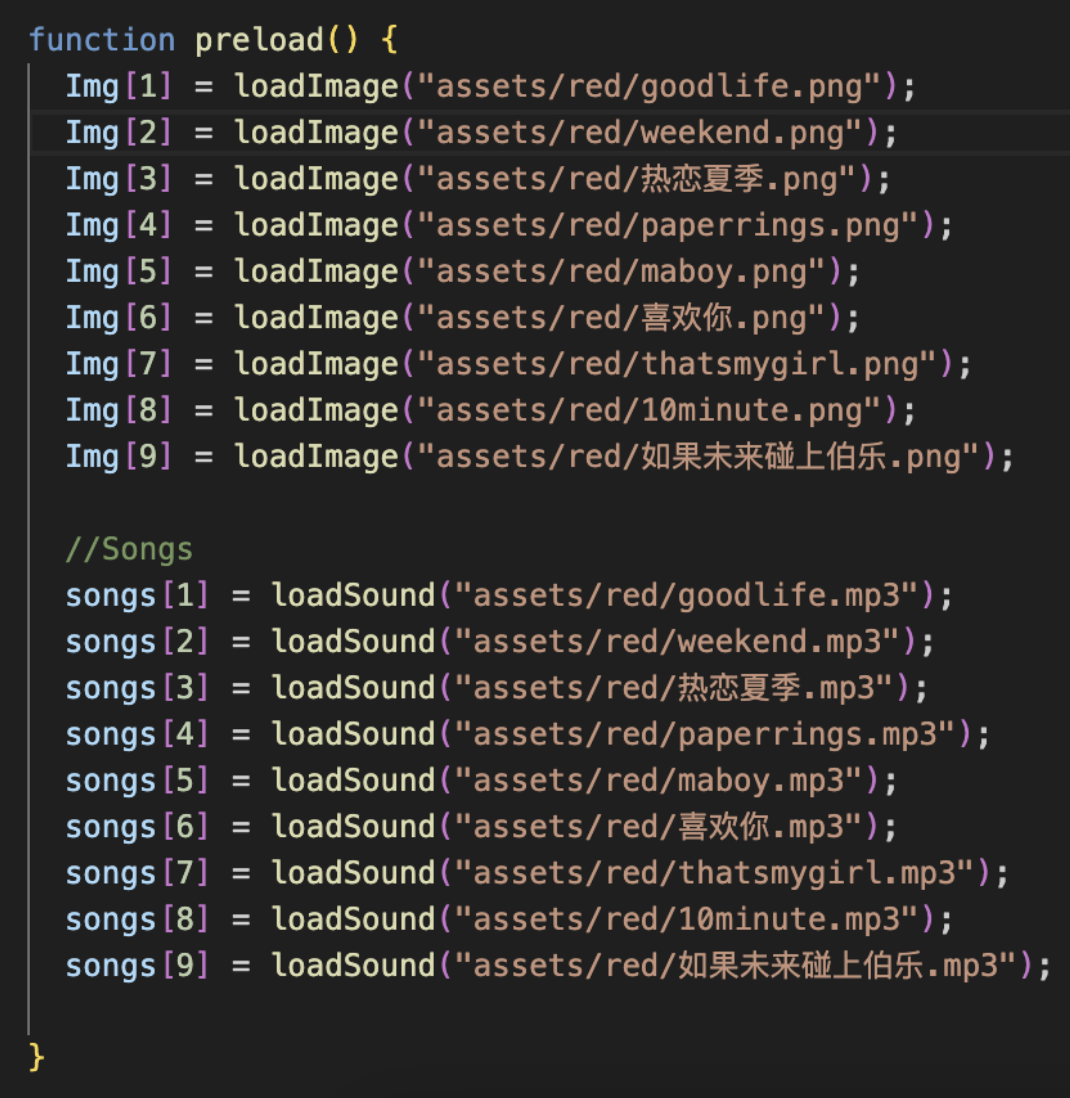 function preload() {
  Img[1] = loadImage("assets/red/goodlife.png");
  Img[2] = loadImage("assets/red/weekend.png");
  Img[3] = loadImage("assets/red/热恋夏季.png");
  Img[4] = loadImage("assets/red/paperrings.png");
  Img[5] = loadImage("assets/red/maboy.png");
  Img[6] = loadImage("assets/red/喜欢你.png");
  Img[7] = loadImage("assets/red/thatsmygirl.png");
  Img[8] = loadImage("assets/red/10minute.png");
  Img[9] = loadImage("assets/red/如果未来碰上伯乐.png");
  //Songs
  songs[1] = loadSound("assets/red/goodlife.mp3");
  songs[2] = loadSound("assets/red/weekend.mp3");
  songs[3] = loadSound("assets/red/热恋夏季.mp3");
  songs[4] = loadSound("assets/red/paperrings.mp3");
  songs[5] = loadSound("assets/red/maboy.mp3");
  songs[6] = loadSound("assets/red/喜欢你.mp3");
  songs[7] = loadSound("assets/red/thatsmygirl.mp3");
  songs[8] = loadSound("assets/red/10minute.mp3");
  songs[9] = loadSound("assets/red/如果未来碰上伯乐.mp3");
}